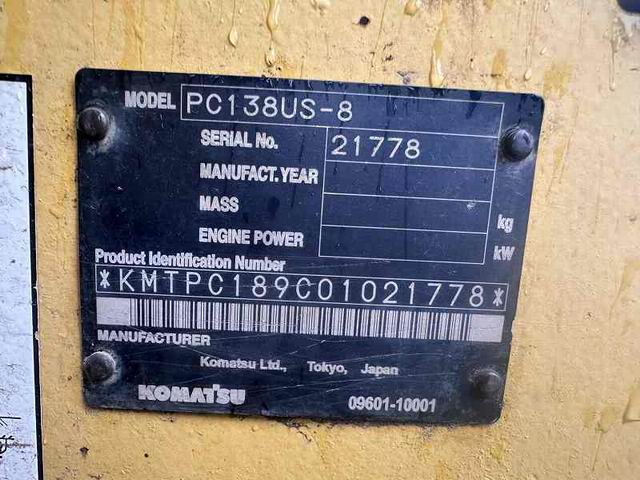 MODEL PC138US-8
SERIAL No. 21778
MANUFACT. YEAR
MASS kg
ENGINE POWER kW
Product Identification Number
*KMTPC189C01021778*
MANUFACTURER
Komatsu Ltd., Tokyo, Japan
KOMATSU 09601-10001